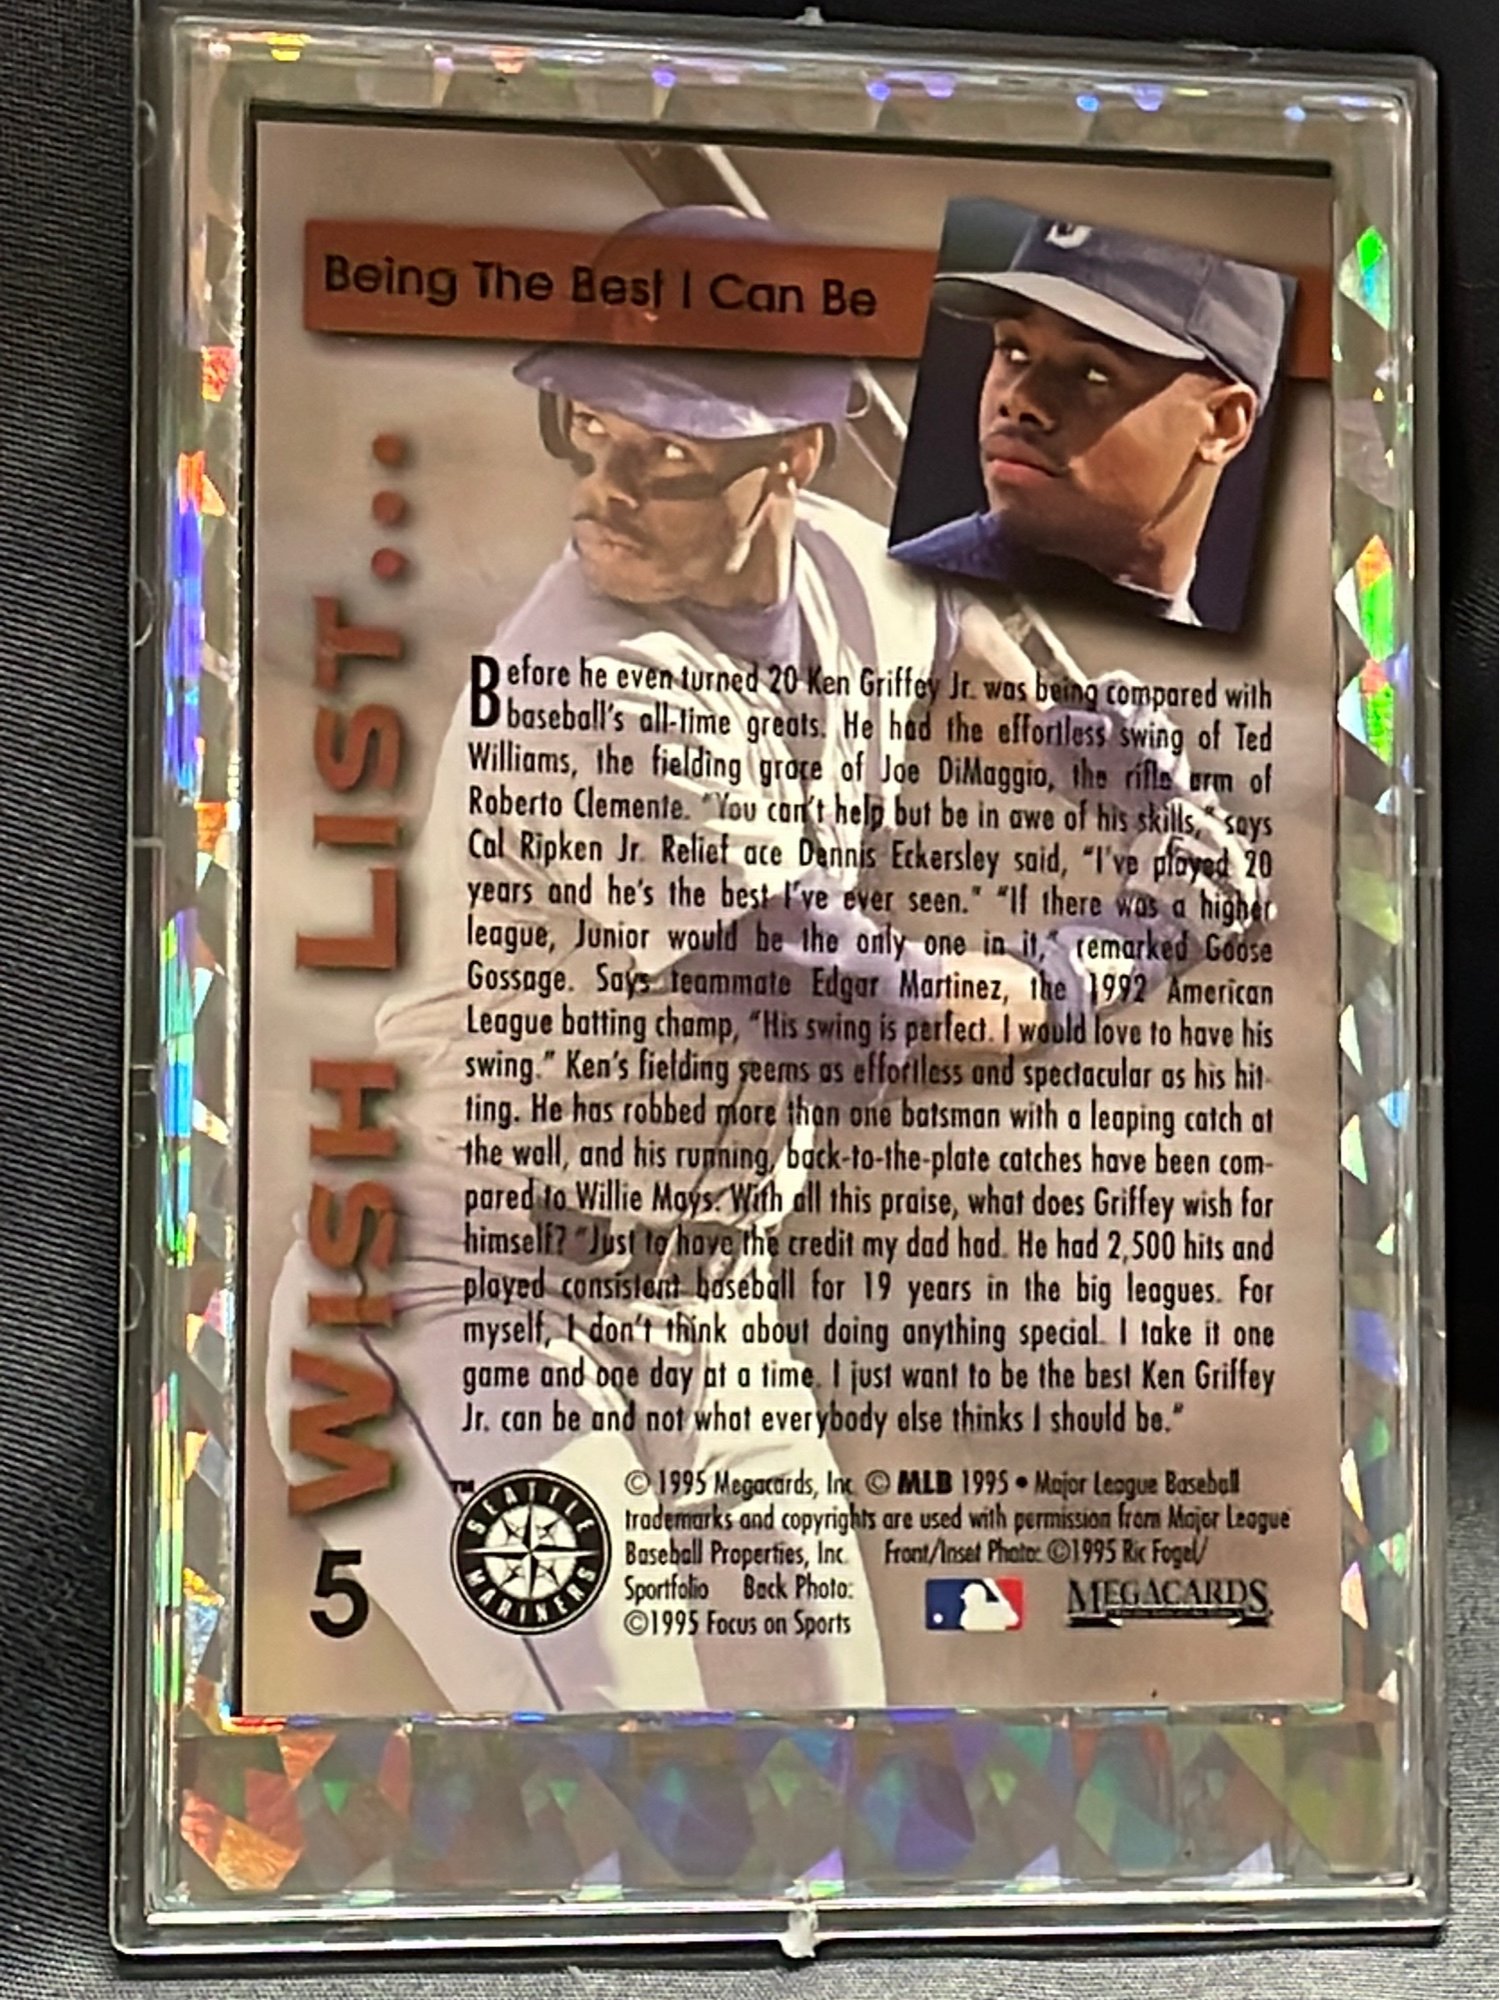 Being The Best I Can Be
WISH LIST...
Before he even turned 20 Ken Griffey Jr. was being compared with
baseball's all-time greats. He had the effortless swing of Ted
Williams, the fielding grace of Joe DiMaggio, the rifle arm of
Roberto Clemente. "You can't help but be in awe of his skills," says
Cal Ripken Jr. Relief ace Dennis Eckersley said, "I've played 20
years and he's the best I've ever seen." "If there was a higher
league, Junior would be the only one in it," remarked Goose
Gossage. Says teammate Edgar Martinez, the 1992 American
League batting champ, "His swing is perfect. I would love to have his
swing." Ken's fielding seems as effortless and spectacular as his hit-
ting. He has robbed more than one batsman with a leaping catch at
the wall, and his running, back-to-the-plate catches have been com-
pared to Willie Mays. With all this praise, what does Griffey wish for
himself? "Just to have the credit my dad had. He had 2,500 hits and
played consistent baseball for 19 years in the big leagues. For
myself, I don't think about doing anything special. I take it one
game and one day at a time. I just want to be the best Ken Griffey
Jr. can be and not what everybody else thinks I should be."
5
TM
SEATTLE
MARINERS
© 1995 Megacards, Inc. © MLB 1995 • Major League Baseball
trademarks and copyrights are used with permission from Major League
Baseball Properties, Inc. Front/Inset Photo: ©1995 Ric Fogel/
Sportfolio Back Photo:
©1995 Focus on Sports
MEGACARDS